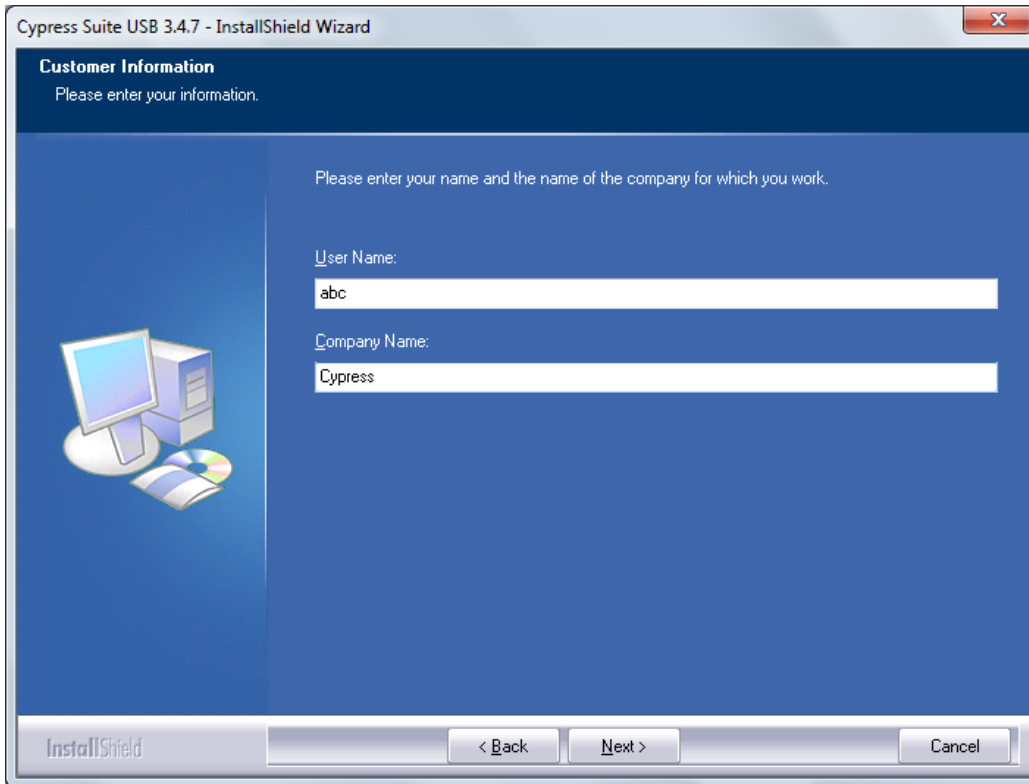 Cypress Suite USB 3.4.7 - InstallShield Wizard
Customer Information
Please enter your information.
Please enter your name and the name of the company for which you work.
User Name:
abc
Company Name:
Cypress
InstallShield
< Back
Next >
Cancel